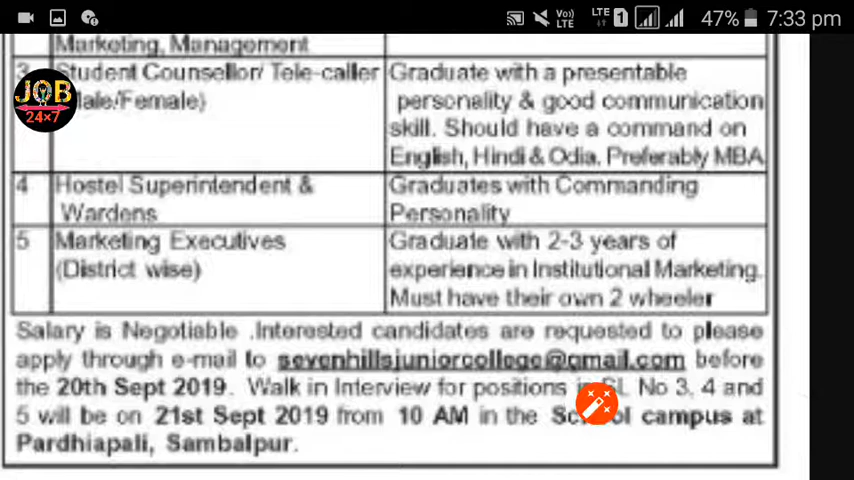 VoD
LTE
LTE
1
47%
7:33 pm
Marketing, Management
3
Student Counsellor/ Tele-caller
Male/Female)
Graduate with a presentable
personality & good communication
skill. Should have a command on
English, Hindi & Odia. Preferably MBA
JOB
24×7
4
Hostel Superintendent &
Wardens
Graduates with Commanding
Personality
5
Marketing Executives
(District wise)
Graduate with 2-3 years of
experience in Institutional Marketing.
Must have their own 2 wheeler
Salary is Negotiable .Interested candidates are requested to please
apply through e-mail to sevenhillsjuniorcollege@gmail.com before
the 20th Sept 2019. Walk in Interview for positions in SL No 3, 4 and
5 will be on 21st Sept 2019 from 10 AM in the School campus at
Pardhiapali, Sambalpur.